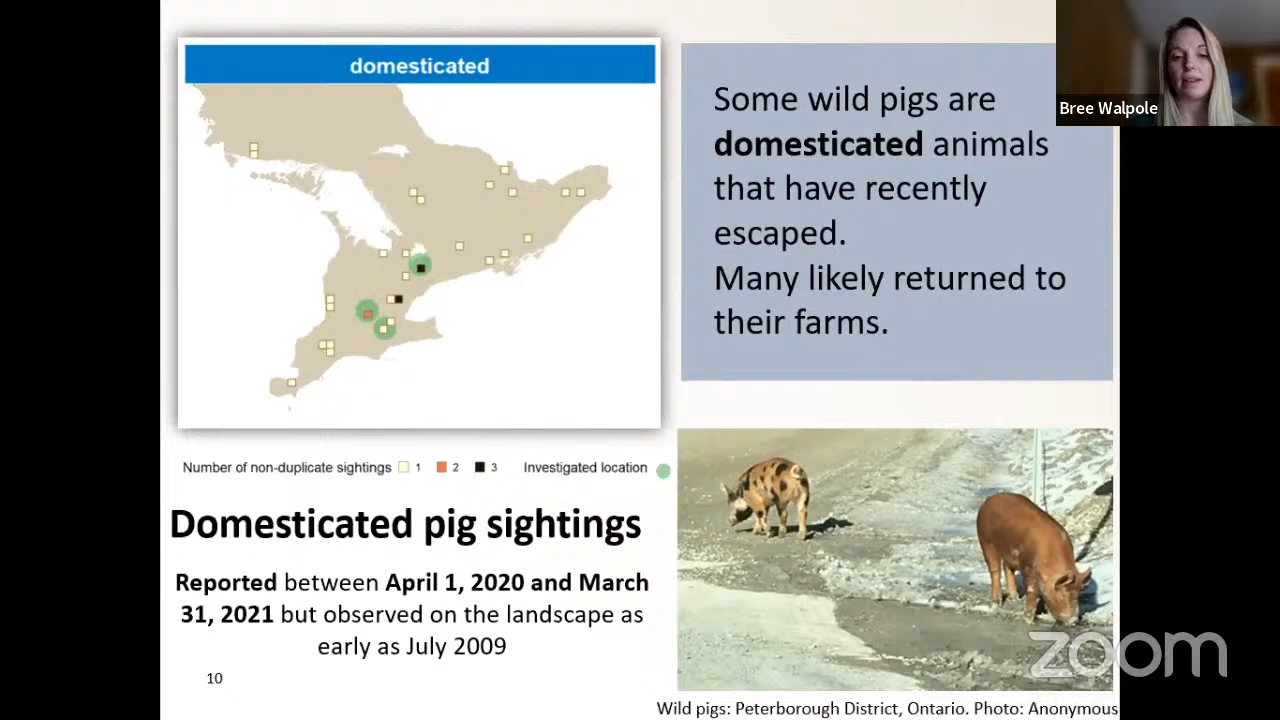 domesticated
Some wild pigs are
domesticated animals
that have recently
escaped.
Many likely returned to
their farms.
Bree Walpole
Number of non-duplicate sightings 1 2 3 Investigated location
Domesticated pig sightings
Reported between April 1, 2020 and March
31, 2021 but observed on the landscape as
early as July 2009
10
zoom
Wild pigs: Peterborough District, Ontario. Photo: Anonymous